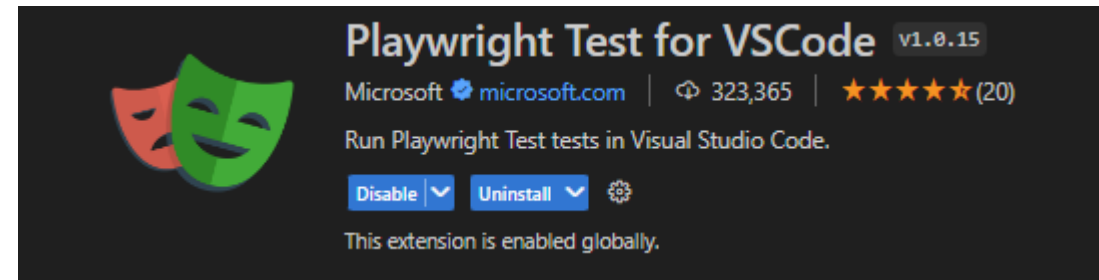 Playwright Test for VSCode v1.0.15
Microsoft microsoft.com | 323,365 | ★★★★⯨(20)
Run Playwright Test tests in Visual Studio Code.
Disable Uninstall
This extension is enabled globally.